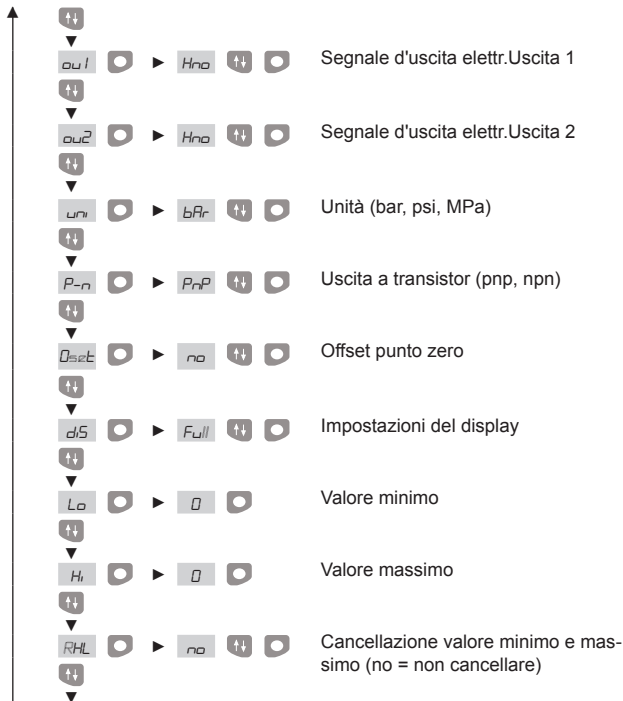 ou1 Hno Segnale d'uscita elettr.Uscita 1
ou2 Hno Segnale d'uscita elettr.Uscita 2
uni bAr Unità (bar, psi, MPa)
P-n PnP Uscita a transistor (pnp, npn)
0set no Offset punto zero
diS Full Impostazioni del display
Lo 0 Valore minimo
Hi 0 Valore massimo
RHL no Cancellazione valore minimo e mas-
simo (no = non cancellare)